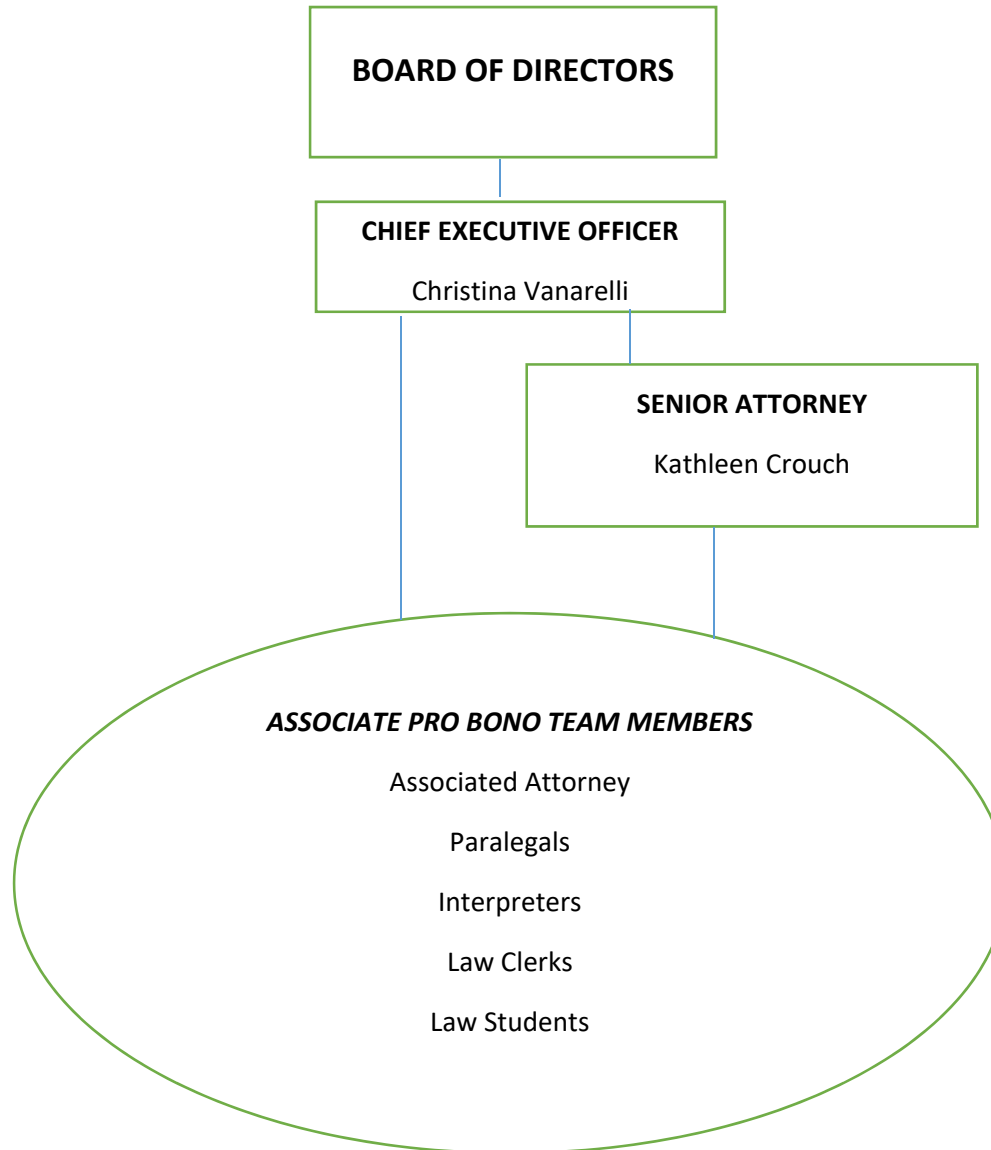 BOARD OF DIRECTORS
CHIEF EXECUTIVE OFFICER
Christina Vanarelli
SENIOR ATTORNEY
Kathleen Crouch
ASSOCIATE PRO BONO TEAM MEMBERS
Associated Attorney
Paralegals
Interpreters
Law Clerks
Law Students